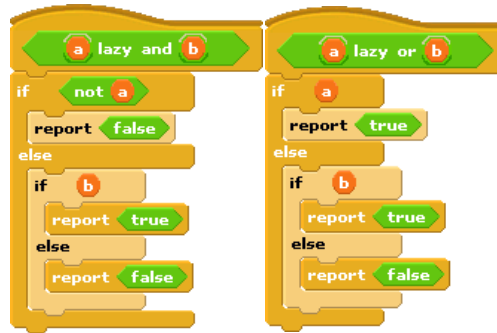 a lazy and b
if not a
report false
else
if b
report true
else
report false
a lazy or b
if a
report true
else
if b
report true
else
report false